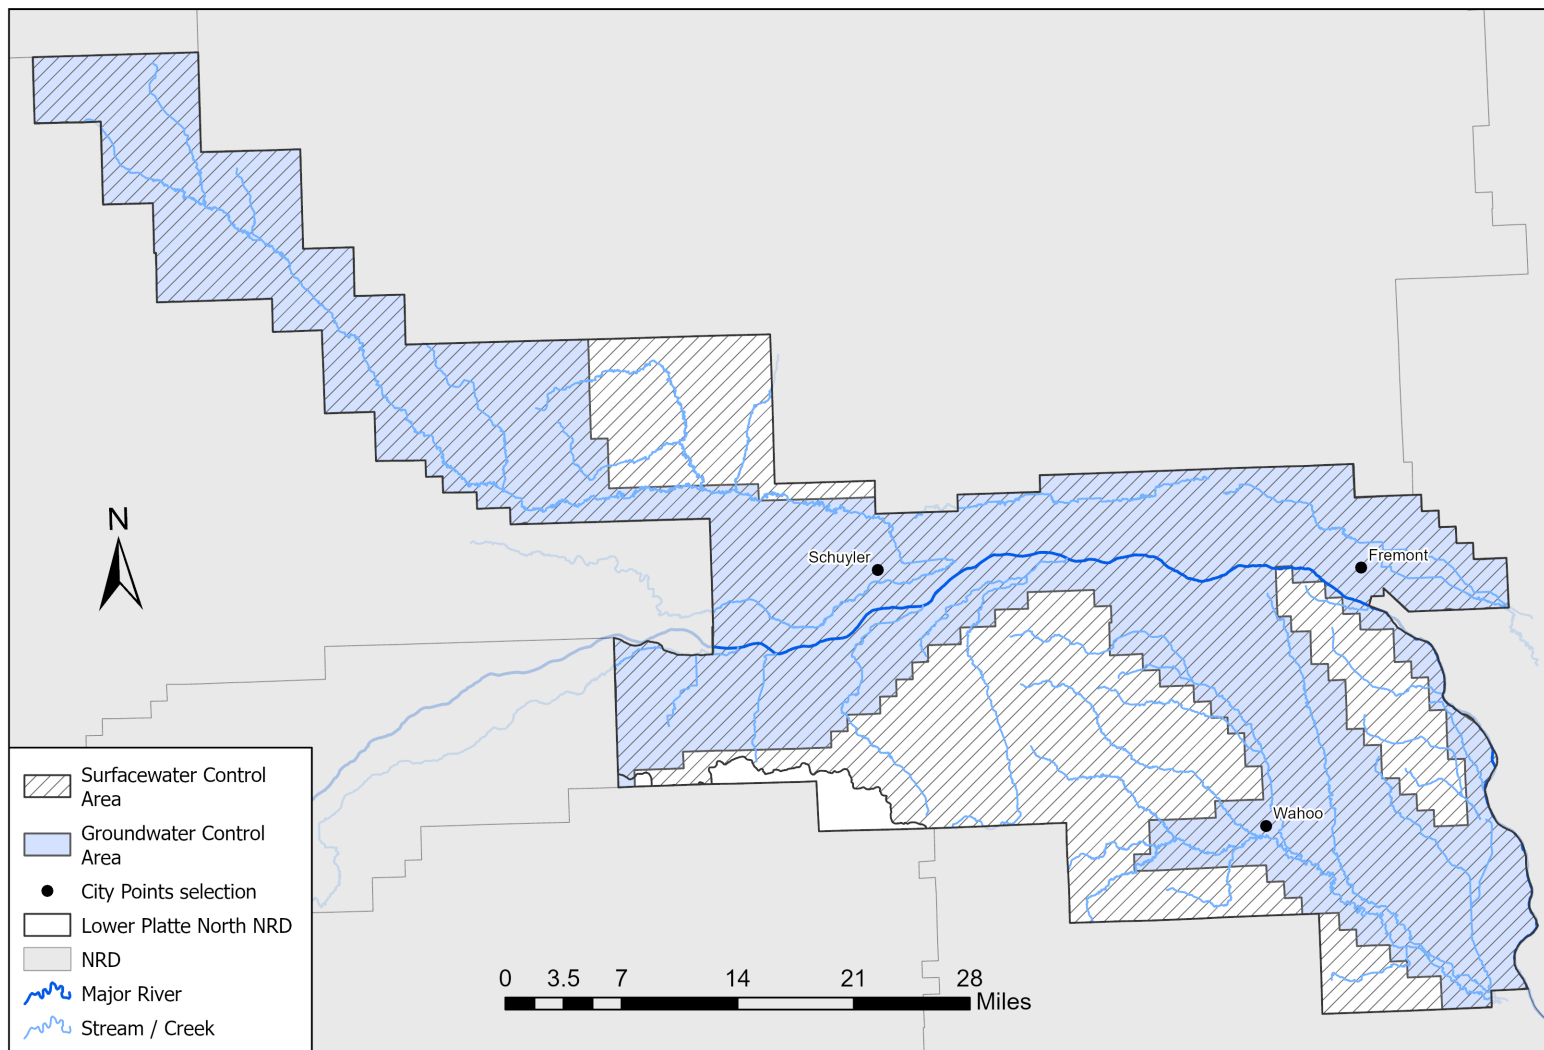 N
Schuyler
Fremont
Wahoo
Surfacewater Control
Area
Groundwater Control
Area
City Points selection
Lower Platte North NRD
NRD
Major River
Stream / Creek
0 3.5 7 14 21 28
Miles